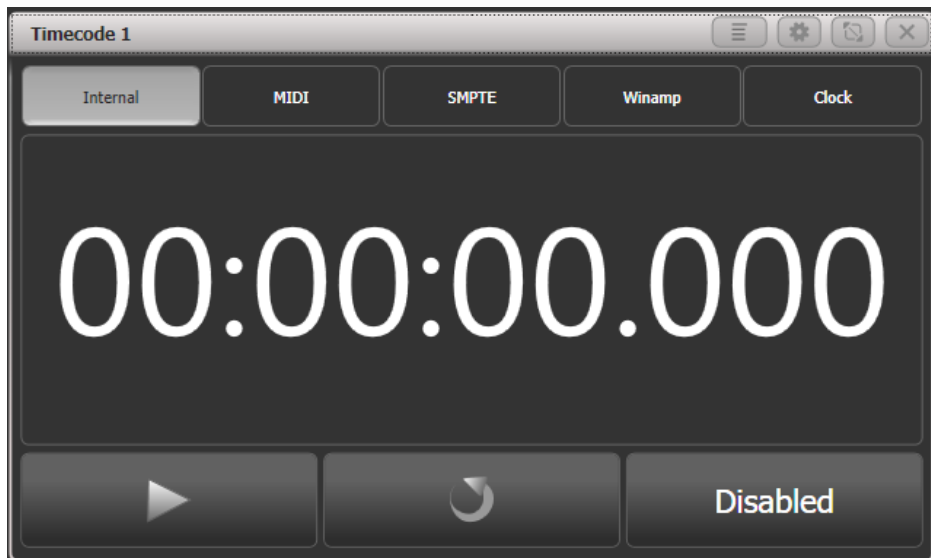 Timecode 1
Internal MIDI SMPTE Winamp Clock
00:00:00.000
Disabled